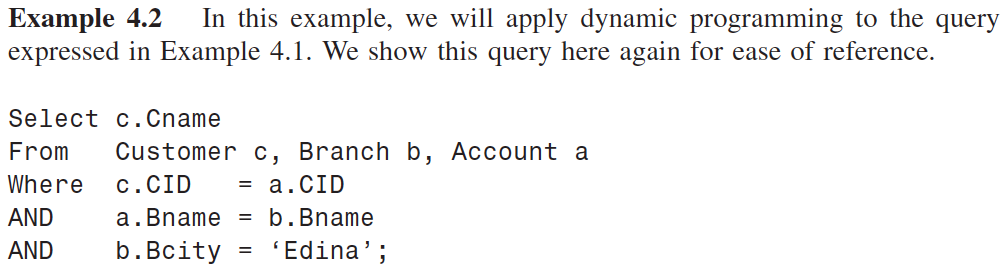 Example 4.2 In this example, we will apply dynamic programming to the query
expressed in Example 4.1. We show this query here again for ease of reference.
Select c.Cname
From Customer c, Branch b, Account a
Where c.CID = a.CID
AND a.Bname = b.Bname
AND b.Bcity = ‘Edina’;